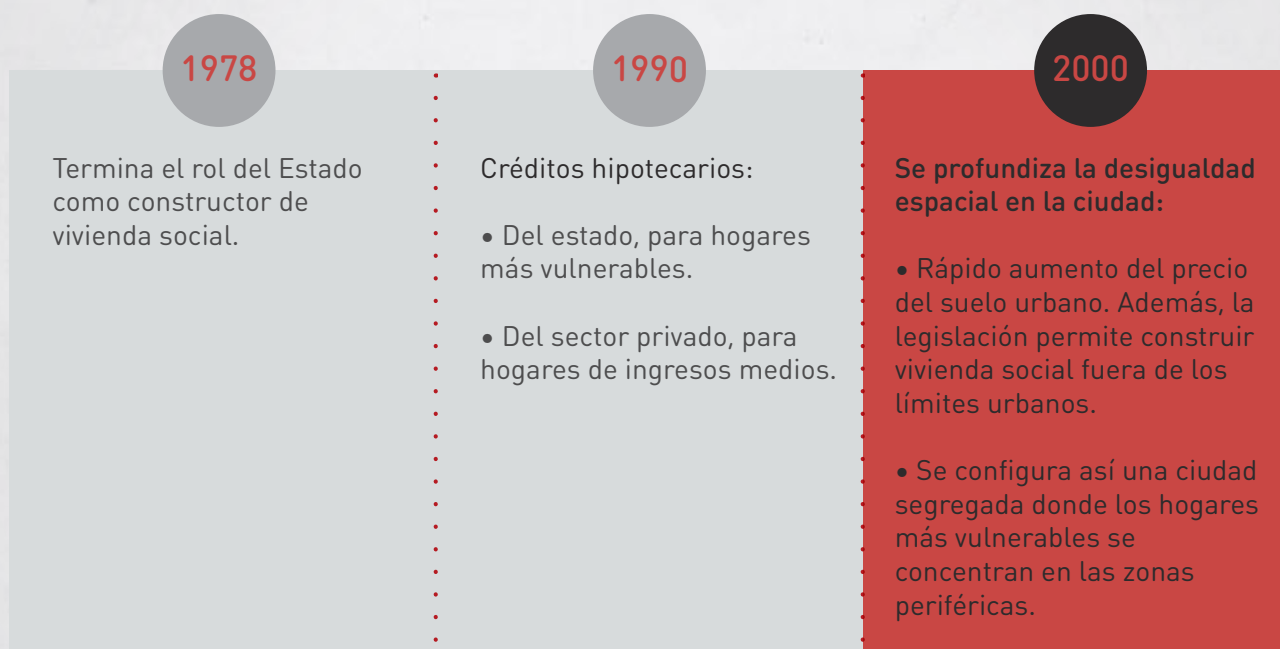 1978
Termina el rol del Estado
como constructor de
vivienda social.
1990
Créditos hipotecarios:
• Del estado, para hogares
más vulnerables.
• Del sector privado, para
hogares de ingresos medios.
2000
Se profundiza la desigualdad
espacial en la ciudad:
• Rápido aumento del precio
del suelo urbano. Además, la
legislación permite construir
vivienda social fuera de los
límites urbanos.
• Se configura así una ciudad
segregada donde los hogares
más vulnerables se
concentran en las zonas
periféricas.